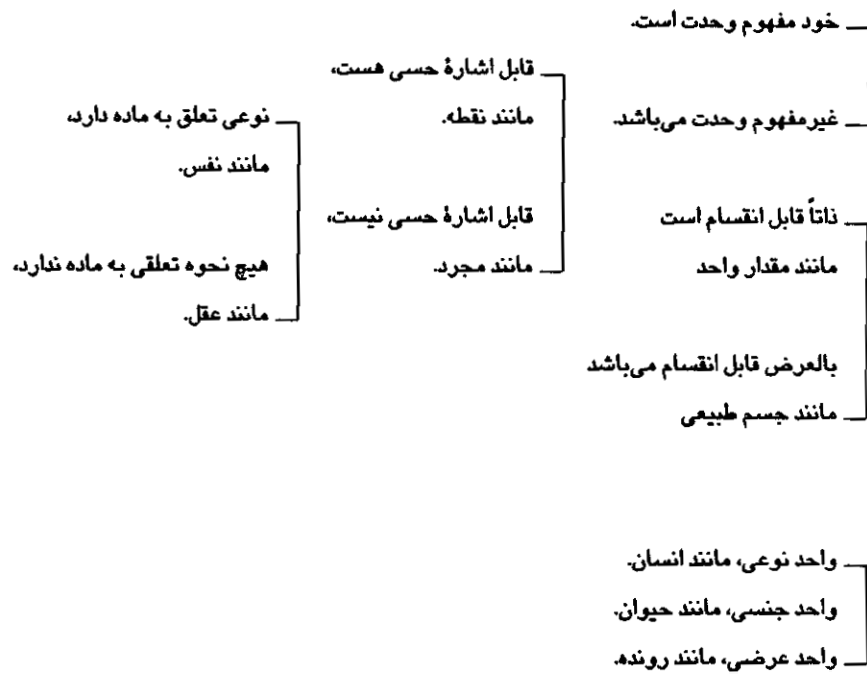 خود مفهوم وحدت است.
قابل اشارهٔ حسی هست،
غیرمفهوم وحدت می‌باشد.
مانند نقطه.
نوعی تعلق به ماده دارد،
مانند نفس.
ذاتاً قابل انقسام است
قابل اشارهٔ حسی نیست،
مانند مقدار واحد
مانند مجرد.
هیچ نحوه تعلقی به ماده ندارد،
مانند عقل.
بالعرض قابل انقسام می‌باشد
مانند جسم طبیعی
واحد نوعی، مانند انسان.
واحد جنسی، مانند حیوان.
واحد عرضی، مانند رونده.